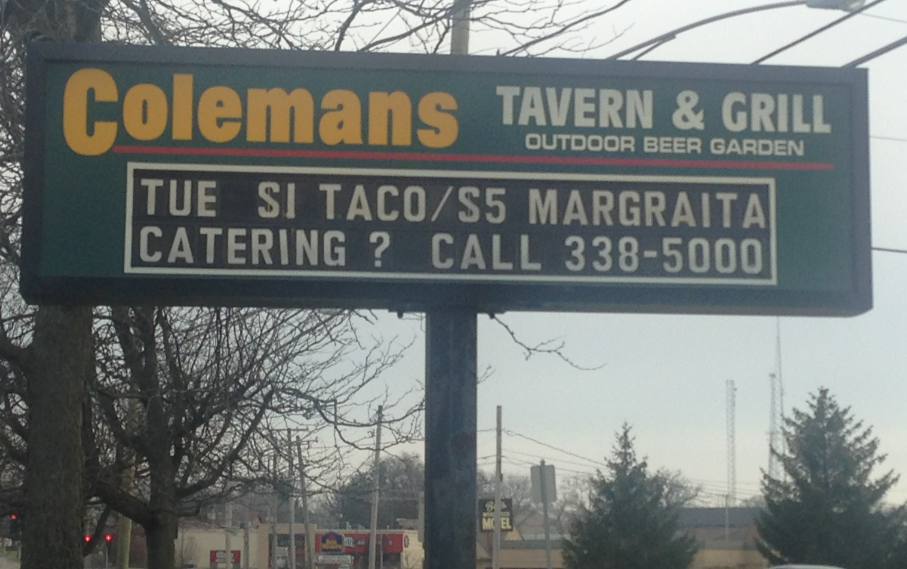 Colemans
TAVERN & GRILL
OUTDOOR BEER GARDEN
TUE SI TACO/S5 MARGRAITA
CATERING ? CALL 338-5000
MOTEL